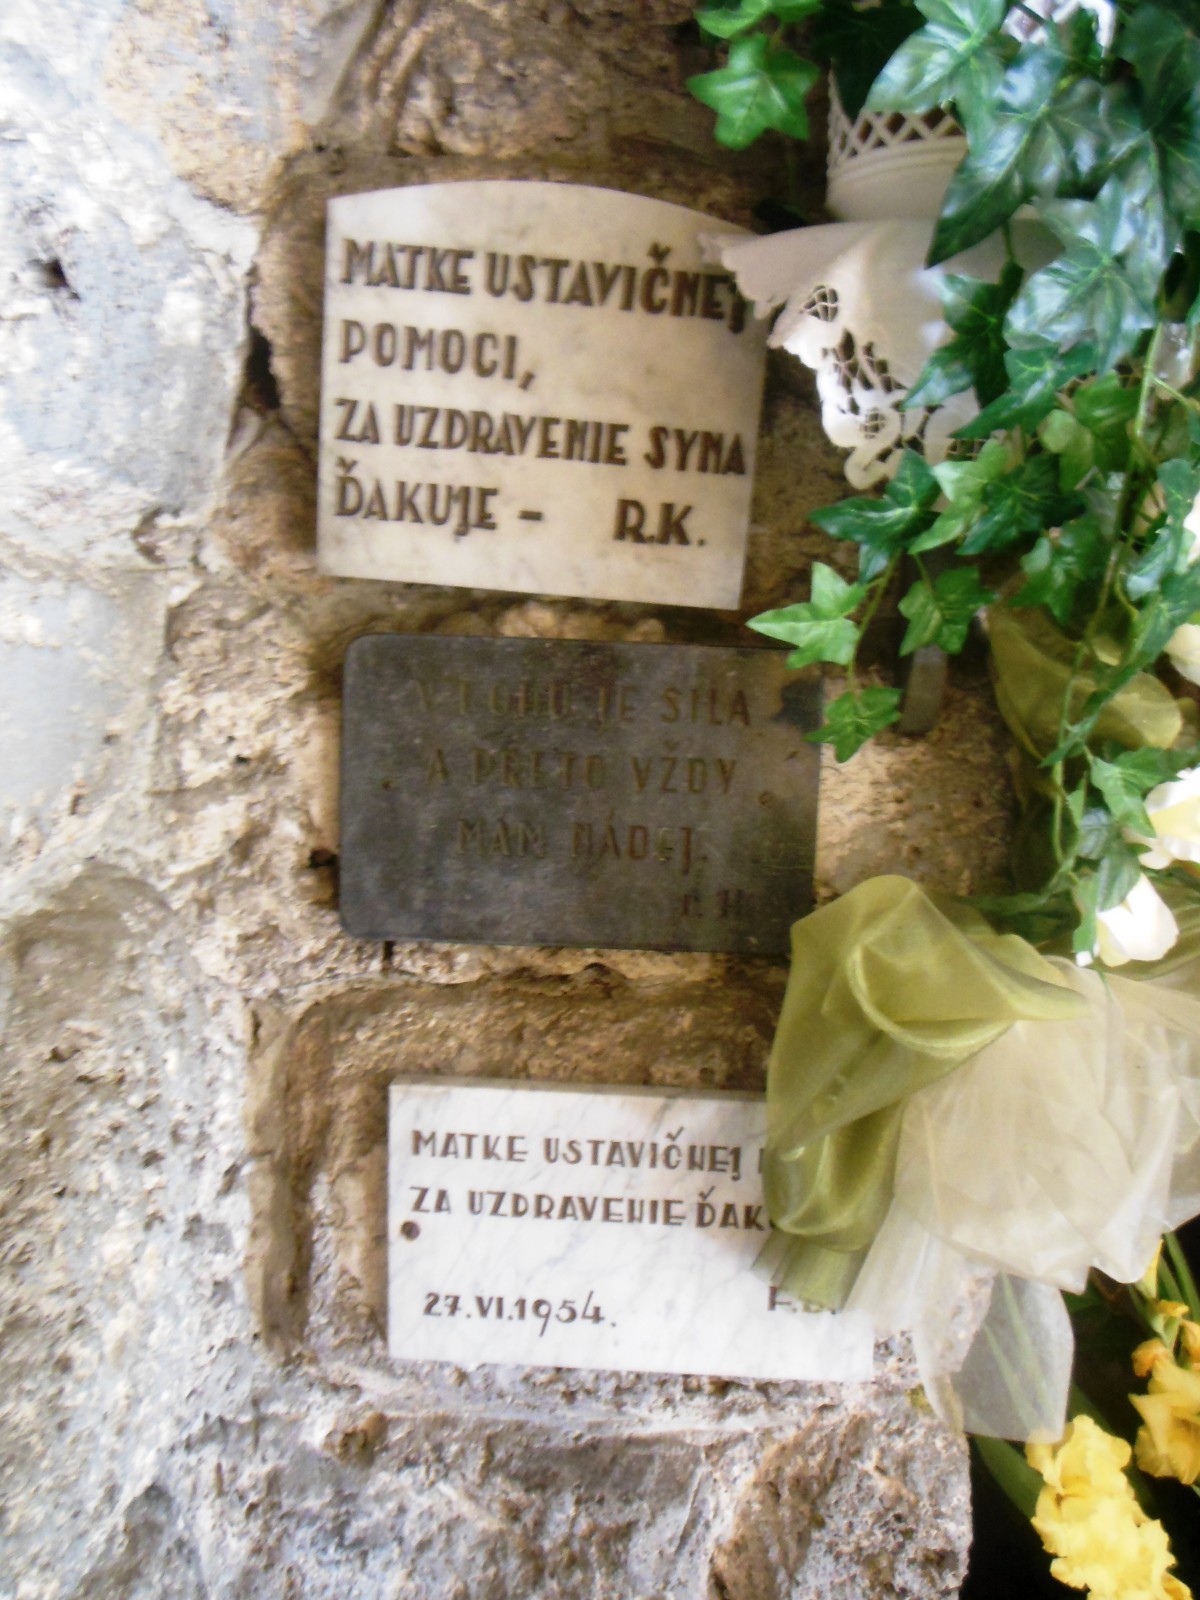 MATKE USTAVIČNEJ
POMOCI,
ZA UZDRAVENIE SYNA
ĎAKUJE - R.K.
V BOHU JE SILA
A PRETO VŽDY
MÁM NÁDEJ.
MATKE USTAVIČNEJ
ZA UZDRAVENIE
27.VI.1954.